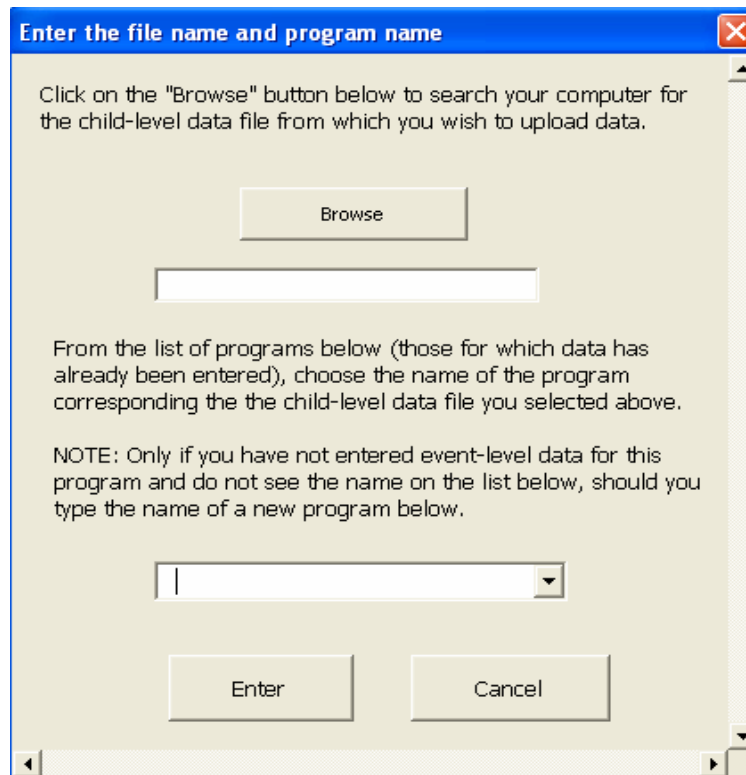 Enter the file name and program name
Click on the "Browse" button below to search your computer for
the child-level data file from which you wish to upload data.
Browse
From the list of programs below (those for which data has
already been entered), choose the name of the program
corresponding the the child-level data file you selected above.
NOTE: Only if you have not entered event-level data for this
program and do not see the name on the list below, should you
type the name of a new program below.
Enter
Cancel